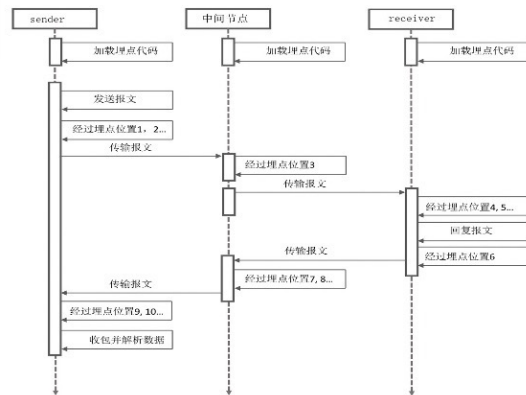 sender
中间节点
receiver
加载埋点代码
加载埋点代码
加载埋点代码
发送报文
经过埋点位置1，2...
传输报文
经过埋点位置3
传输报文
经过埋点位置4, 5...
回复报文
传输报文
经过埋点位置6
传输报文
经过埋点位置7, 8...
经过埋点位置9, 10...
收包并解析数据